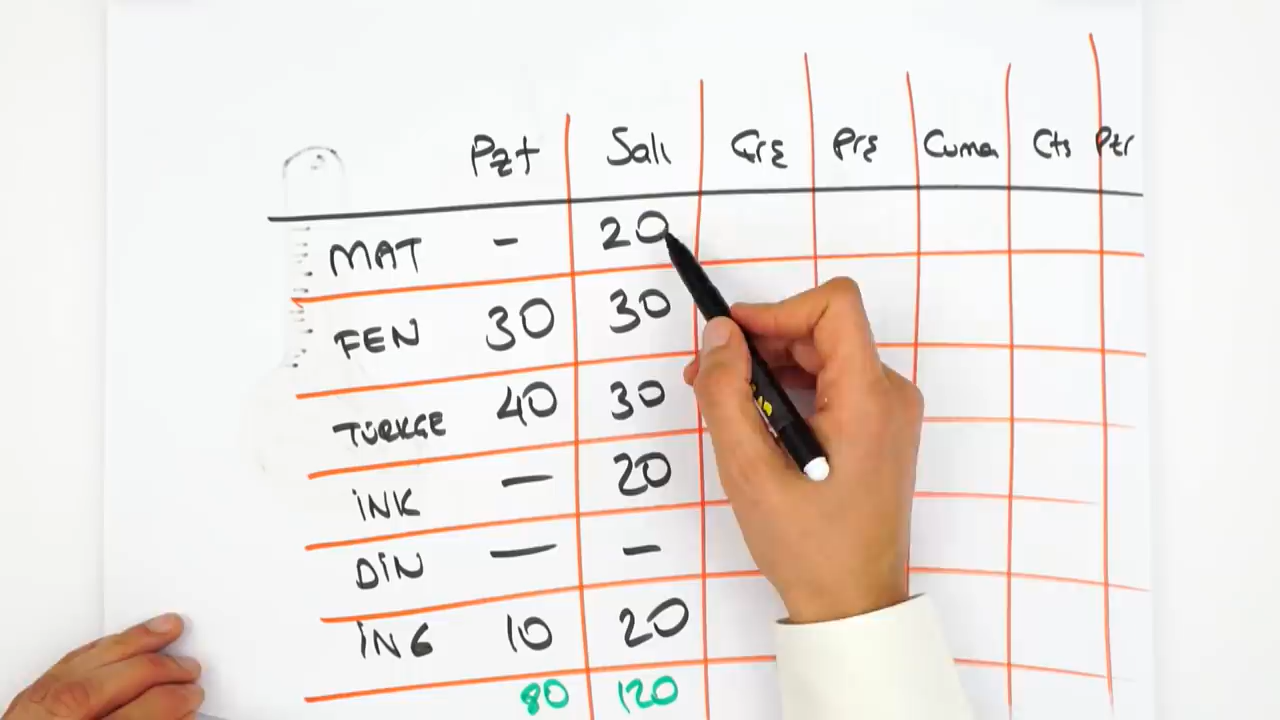 Pzt Salı Çrş Prş Cuma Cts Pzr
MAT - 20
FEN 30 30
TÜRKÇE 40 30
İNK - 20
DİN - -
İNG 10 20
80 120